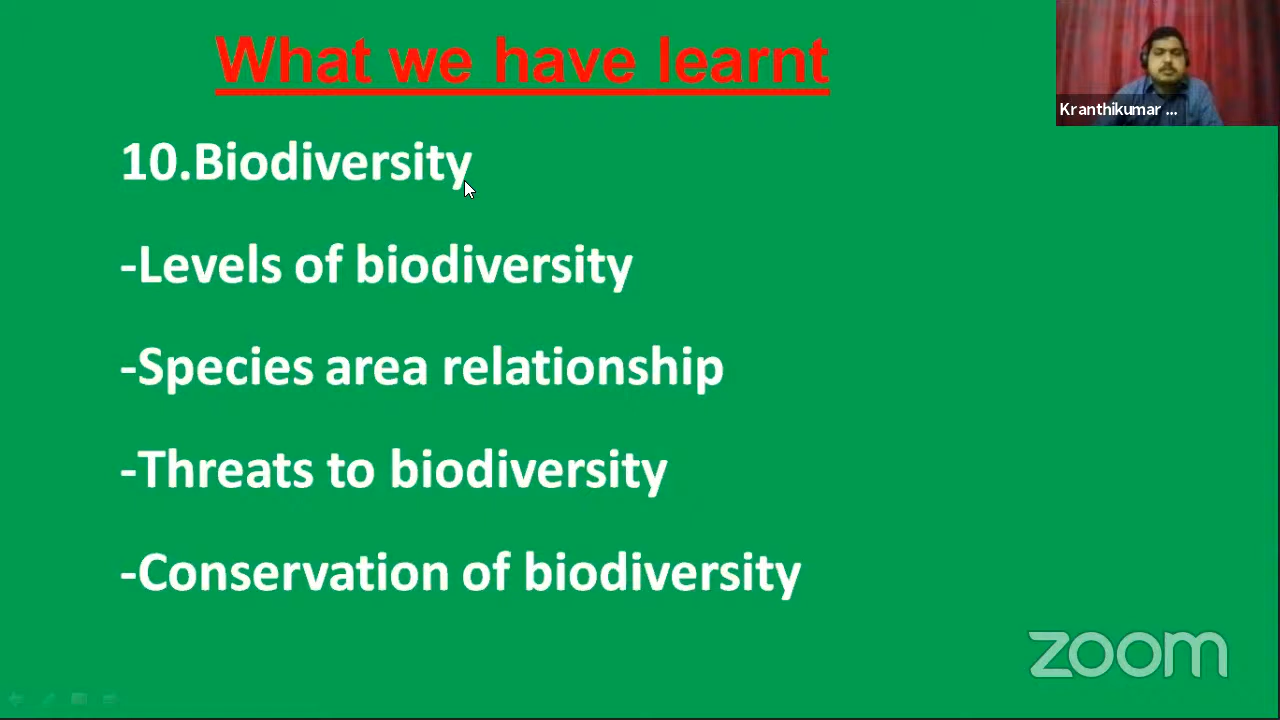 What we have learnt
Kranthikumar ...
10.Biodiversity
-Levels of biodiversity
-Species area relationship
-Threats to biodiversity
-Conservation of biodiversity
zoom